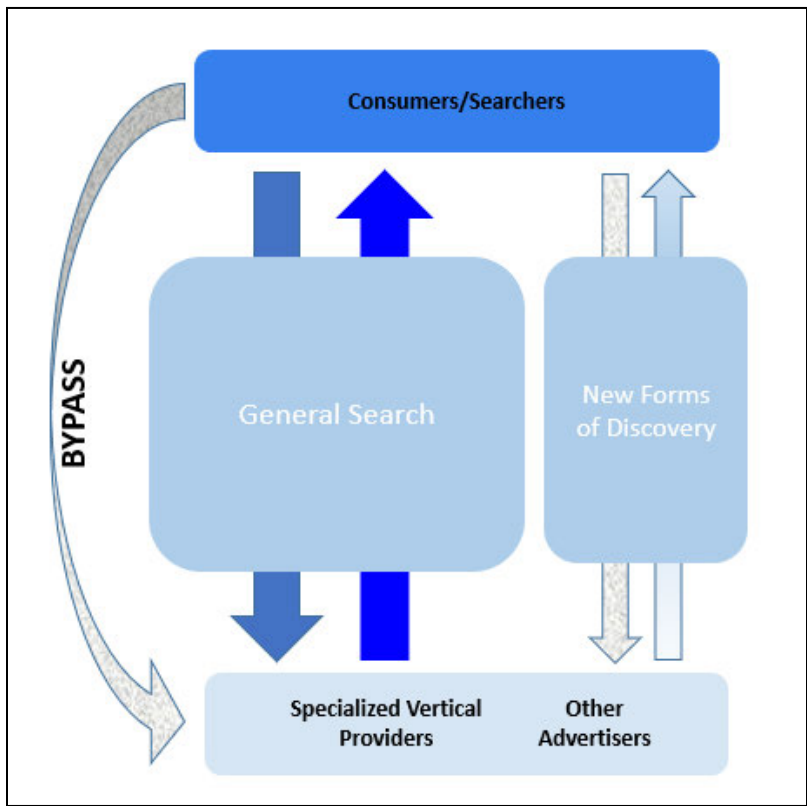 Consumers/Searchers
BYPASS
General Search
New Forms
of Discovery
Specialized Vertical
Providers
Other
Advertisers